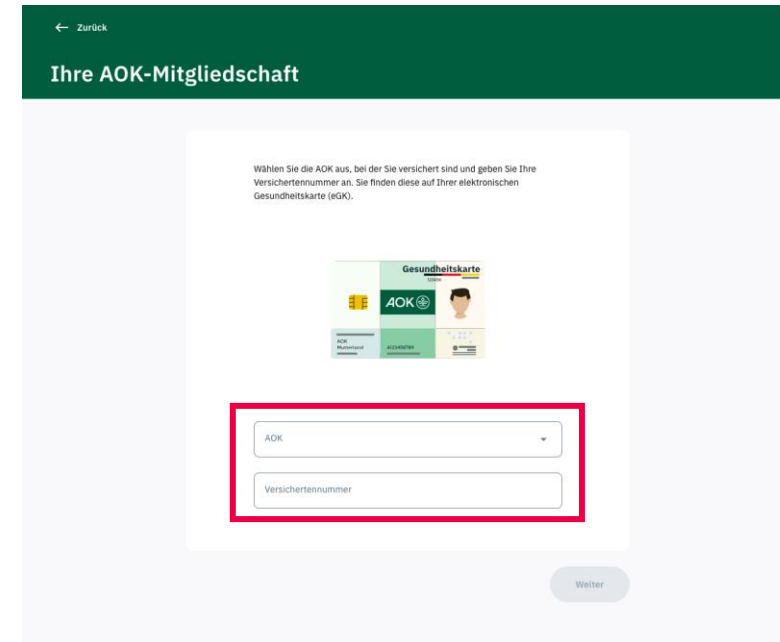 ← Zurück
Ihre AOK-Mitgliedschaft
Wählen Sie die AOK aus, bei der Sie versichert sind und geben Sie Ihre
Versichertennummer an. Sie finden diese auf Ihrer elektronischen
Gesundheitskarte (eGK).
Gesundheitskarte
AOK
AOK
Musterland
A123456789
AOK
Versichertennummer
Weiter